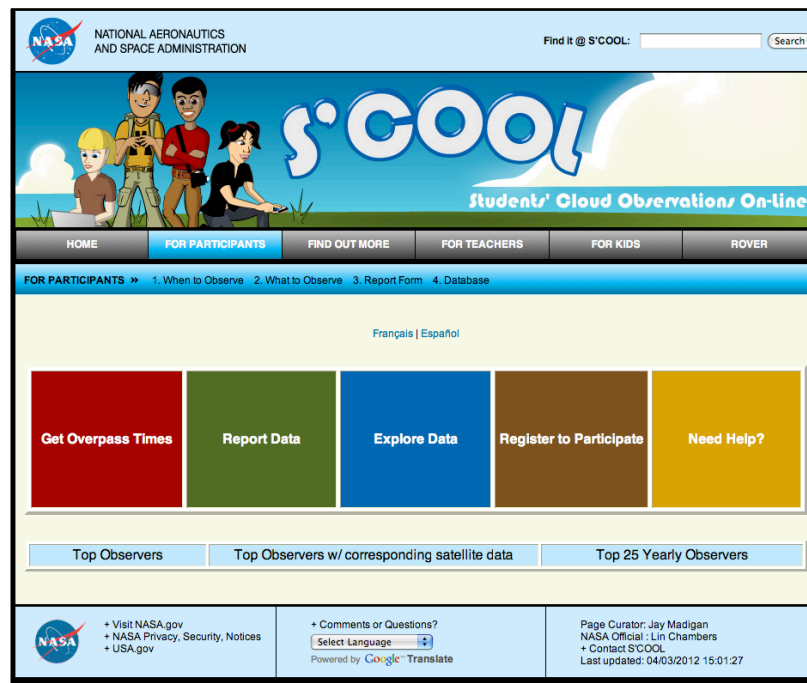 NASA
NATIONAL AERONAUTICS
AND SPACE ADMINISTRATION
Find it @ S'COOL:
Search
S'COOL
Students' Cloud Observations On-Line
HOME FOR PARTICIPANTS FIND OUT MORE FOR TEACHERS FOR KIDS ROVER
FOR PARTICIPANTS » 1. When to Observe 2. What to Observe 3. Report Form 4. Database
Français | Español
Get Overpass Times Report Data Explore Data Register to Participate Need Help?
Top Observers Top Observers w/ corresponding satellite data Top 25 Yearly Observers
NASA
+ Visit NASA.gov
+ NASA Privacy, Security, Notices
+ USA.gov
+ Comments or Questions?
Select Language
Powered by Google™ Translate
Page Curator: Jay Madigan
NASA Official : Lin Chambers
+ Contact S'COOL
Last updated: 04/03/2012 15:01:27